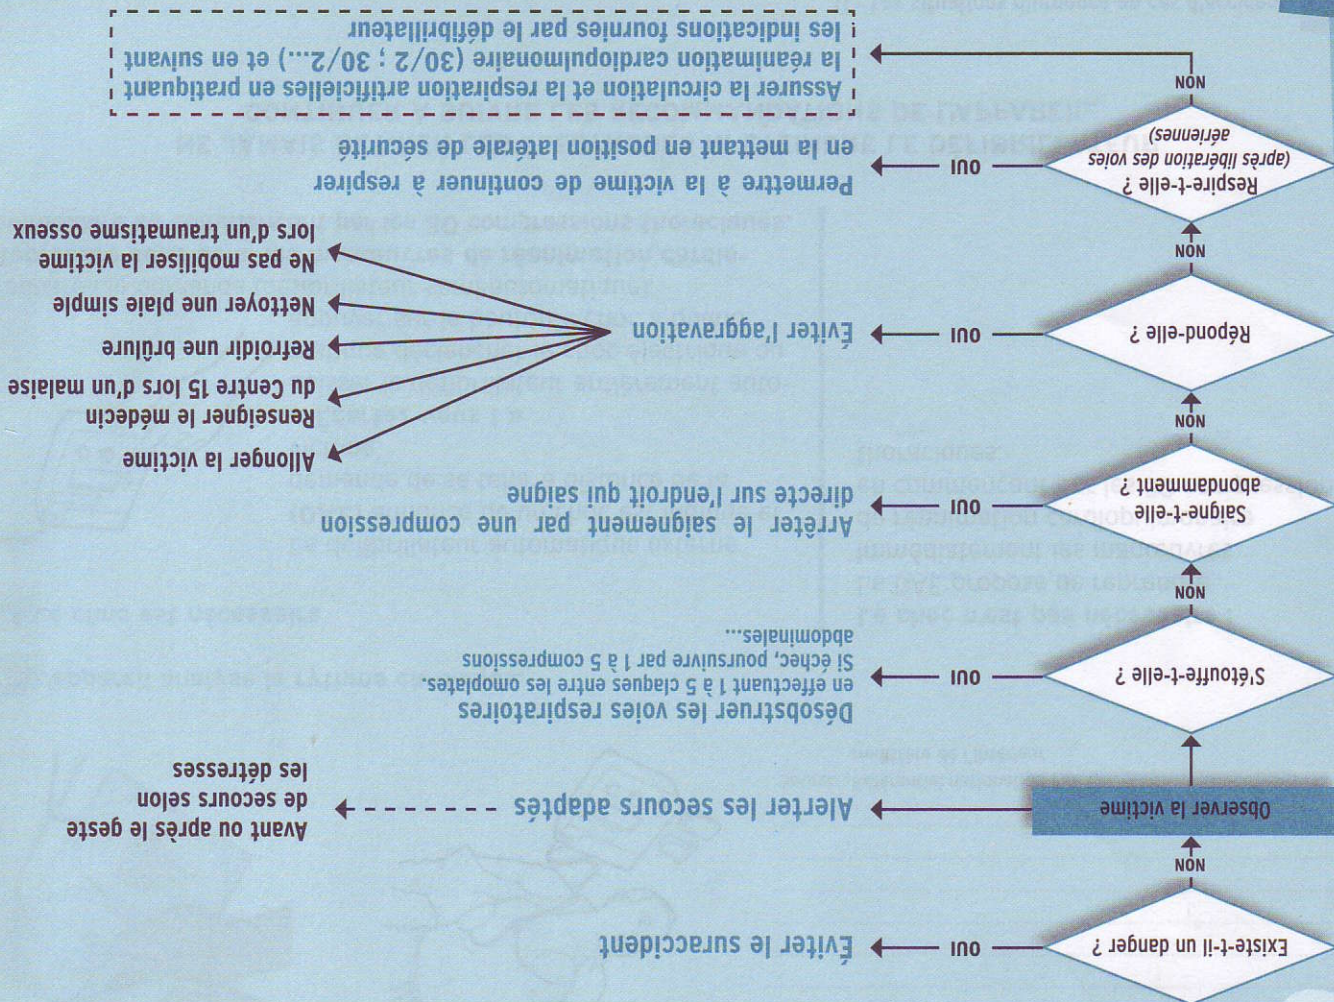 Existe-t-il un danger ?
OUI
Éviter le suraccident
NON
Observer la victime
Alerter les secours adaptés
Avant ou après le geste
de secours selon
les détresses
S'étouffe-t-elle ?
OUI
Désobstruer les voies respiratoires
en effectuant 1 à 5 claques entre les omoplates.
Si échec, poursuivre par 1 à 5 compressions
abdominales...
NON
Saigne-t-elle
abondamment ?
OUI
Arrêter le saignement par une compression
directe sur l'endroit qui saigne
NON
Répond-elle ?
OUI
Éviter l'aggravation
Allonger la victime
Renseigner le médecin
du Centre 15 lors d'un malaise
Refroidir une brûlure
Nettoyer une plaie simple
Ne pas mobiliser la victime
lors d'un traumatisme osseux
NON
Respire-t-elle ?
(après libération des voies
aériennes)
OUI
Permettre à la victime de continuer à respirer
en la mettant en position latérale de sécurité
NON
Assurer la circulation et la respiration artificielles en pratiquant
la réanimation cardiopulmonaire (30/2 ; 30/2...) et en suivant
les indications fournies par le défibrillateur